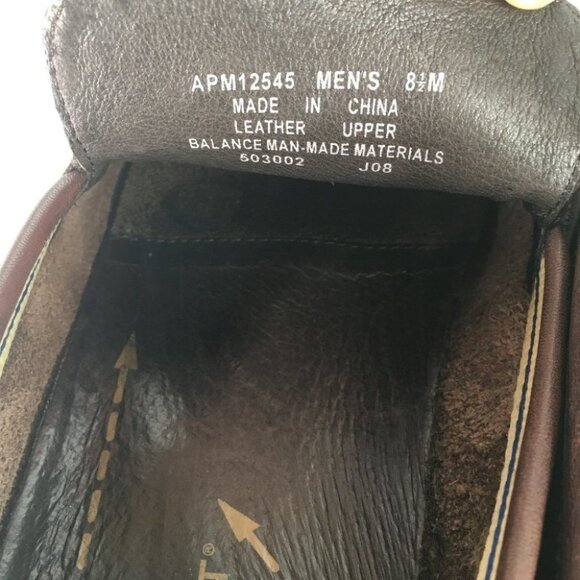 APM12545 MEN'S 8½M
MADE IN CHINA
LEATHER UPPER
BALANCE MAN-MADE MATERIALS
503002 J08